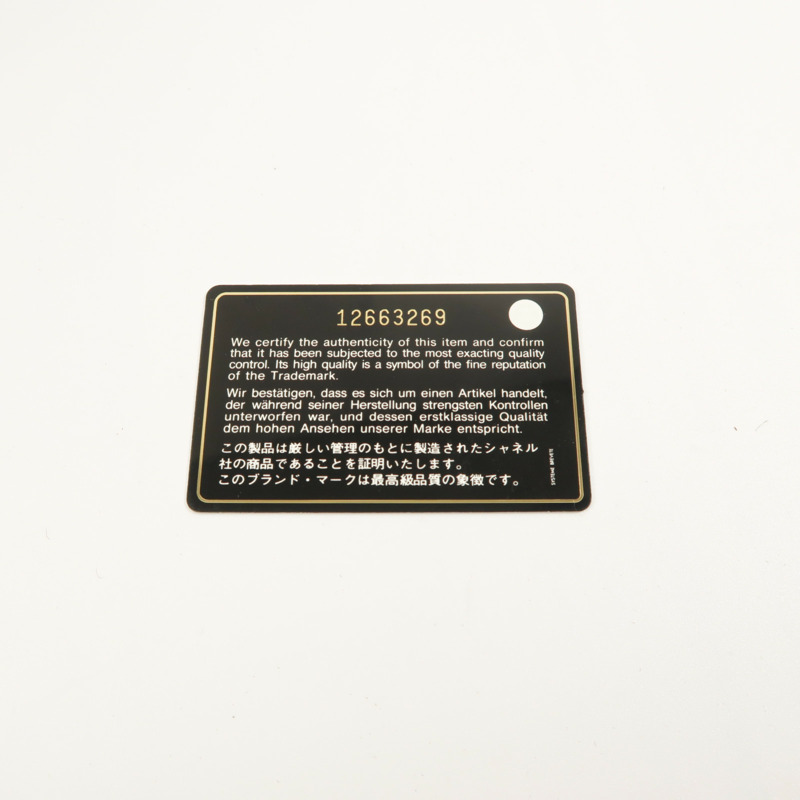 12663269
We certify the authenticity of this item and confirm
that it has been subjected to the most exacting quality
control. Its high quality is a symbol of the fine reputation
of the Trademark.
Wir bestätigen, dass es sich um einen Artikel handelt,
der während seiner Herstellung strengsten Kontrollen
unterworfen war, und dessen erstklassige Qualität
dem hohen Ansehen unserer Marke entspricht.
この製品は厳しい管理のもとに製造されたシャネル
社の商品であることを証明いたします。
このブランド・マークは最高級品質の象徴です。